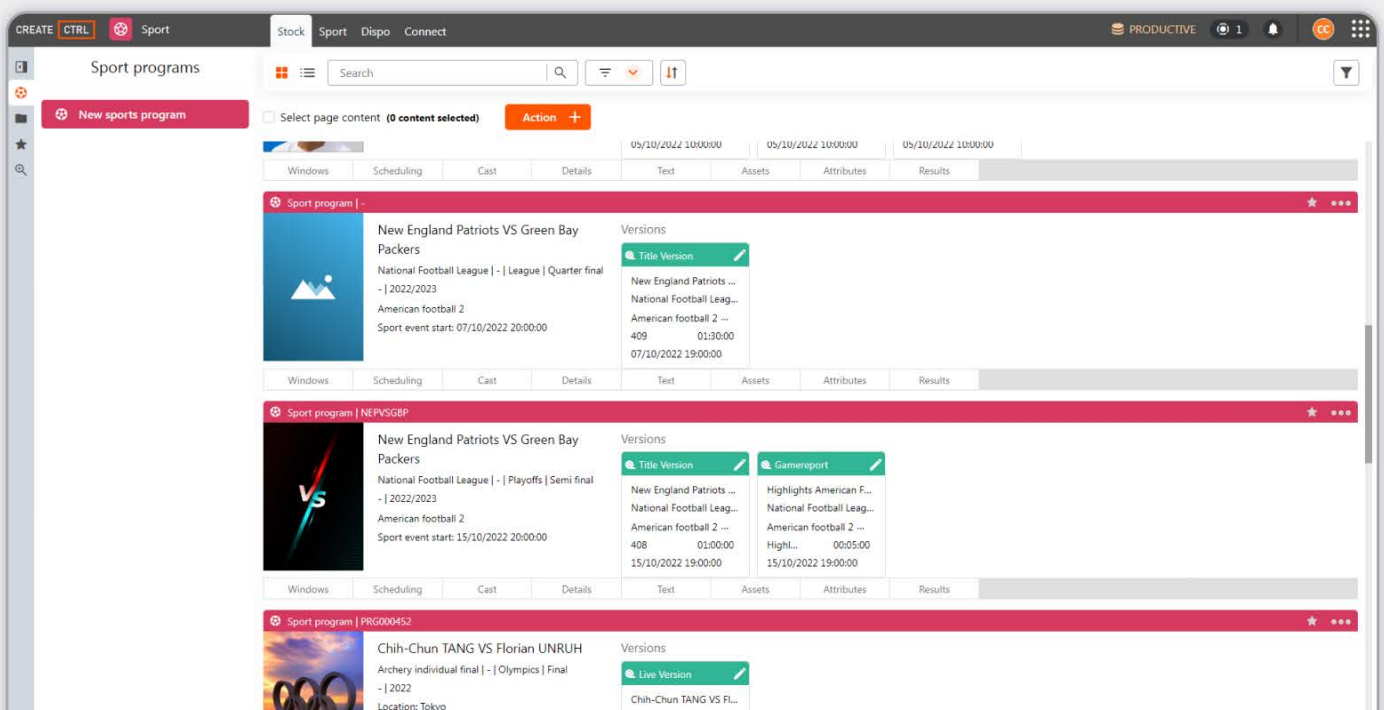 CREATE CTRL Sport Stock Sport Dispo Connect PRODUCTIVE 1 CC
Sport programs
New sports program
Search
Select page content (0 content selected) Action +
05/10/2022 10:00:00 05/10/2022 10:00:00 05/10/2022 10:00:00
Windows Scheduling Cast Details Text Assets Attributes Results
Sport program | -
New England Patriots VS Green Bay
Packers
National Football League | - | League | Quarter final
- | 2022/2023
American football 2
Sport event start: 07/10/2022 20:00:00
Versions
Title Version
New England Patriots ...
National Football Leag...
American football 2 ...
409 01:30:00
07/10/2022 19:00:00
Windows Scheduling Cast Details Text Assets Attributes Results
Sport program | NEPVSGBP
VS
New England Patriots VS Green Bay
Packers
National Football League | - | Playoffs | Semi final
- | 2022/2023
American football 2
Sport event start: 15/10/2022 20:00:00
Versions
Title Version
New England Patriots ...
National Football Leag...
American football 2 ...
408 01:00:00
15/10/2022 19:00:00
Gamereport
Highlights American F...
National Football Leag...
American football 2 ...
Highl... 00:05:00
15/10/2022 19:00:00
Windows Scheduling Cast Details Text Assets Attributes Results
Sport program | PRG000452
Chih-Chun TANG VS Florian UNRUH
Archery individual final | - | Olympics | Final
- | 2022
Location: Tokyo
Versions
Live Version
Chih-Chun TANG VS Fl...